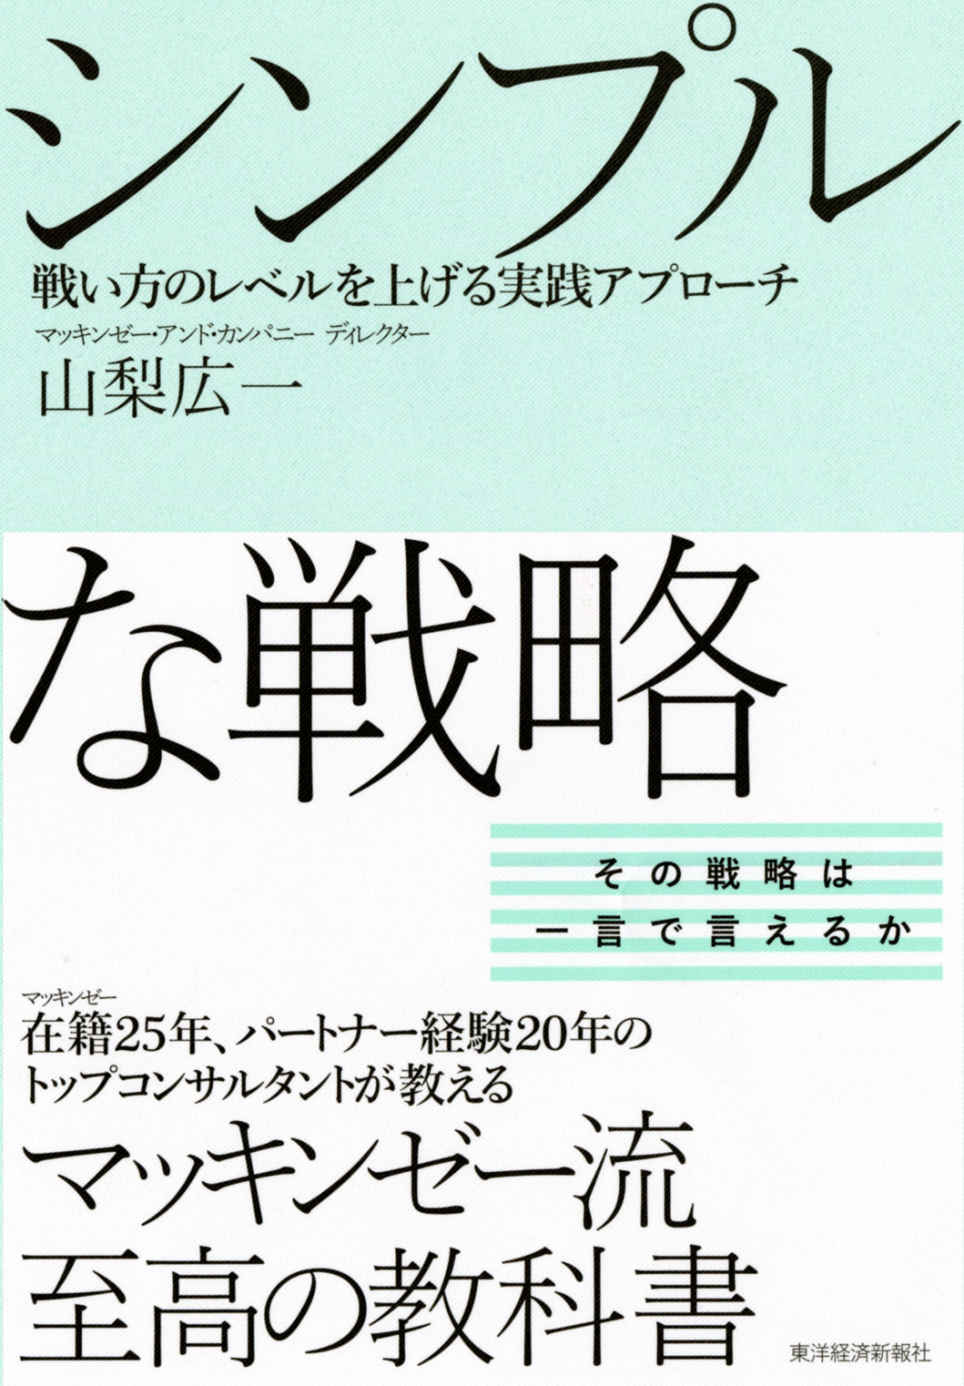 シンプル
戦い方のレベルを上げる実践アプローチ
マッキンゼー・アンド・カンパニー ディレクター
山梨広一
な戦略
その戦略は
一言で言えるか
マッキンゼー
在籍25年、パートナー経験20年の
トップコンサルタントが教える
マッキンゼー流
至高の教科書
東洋経済新報社